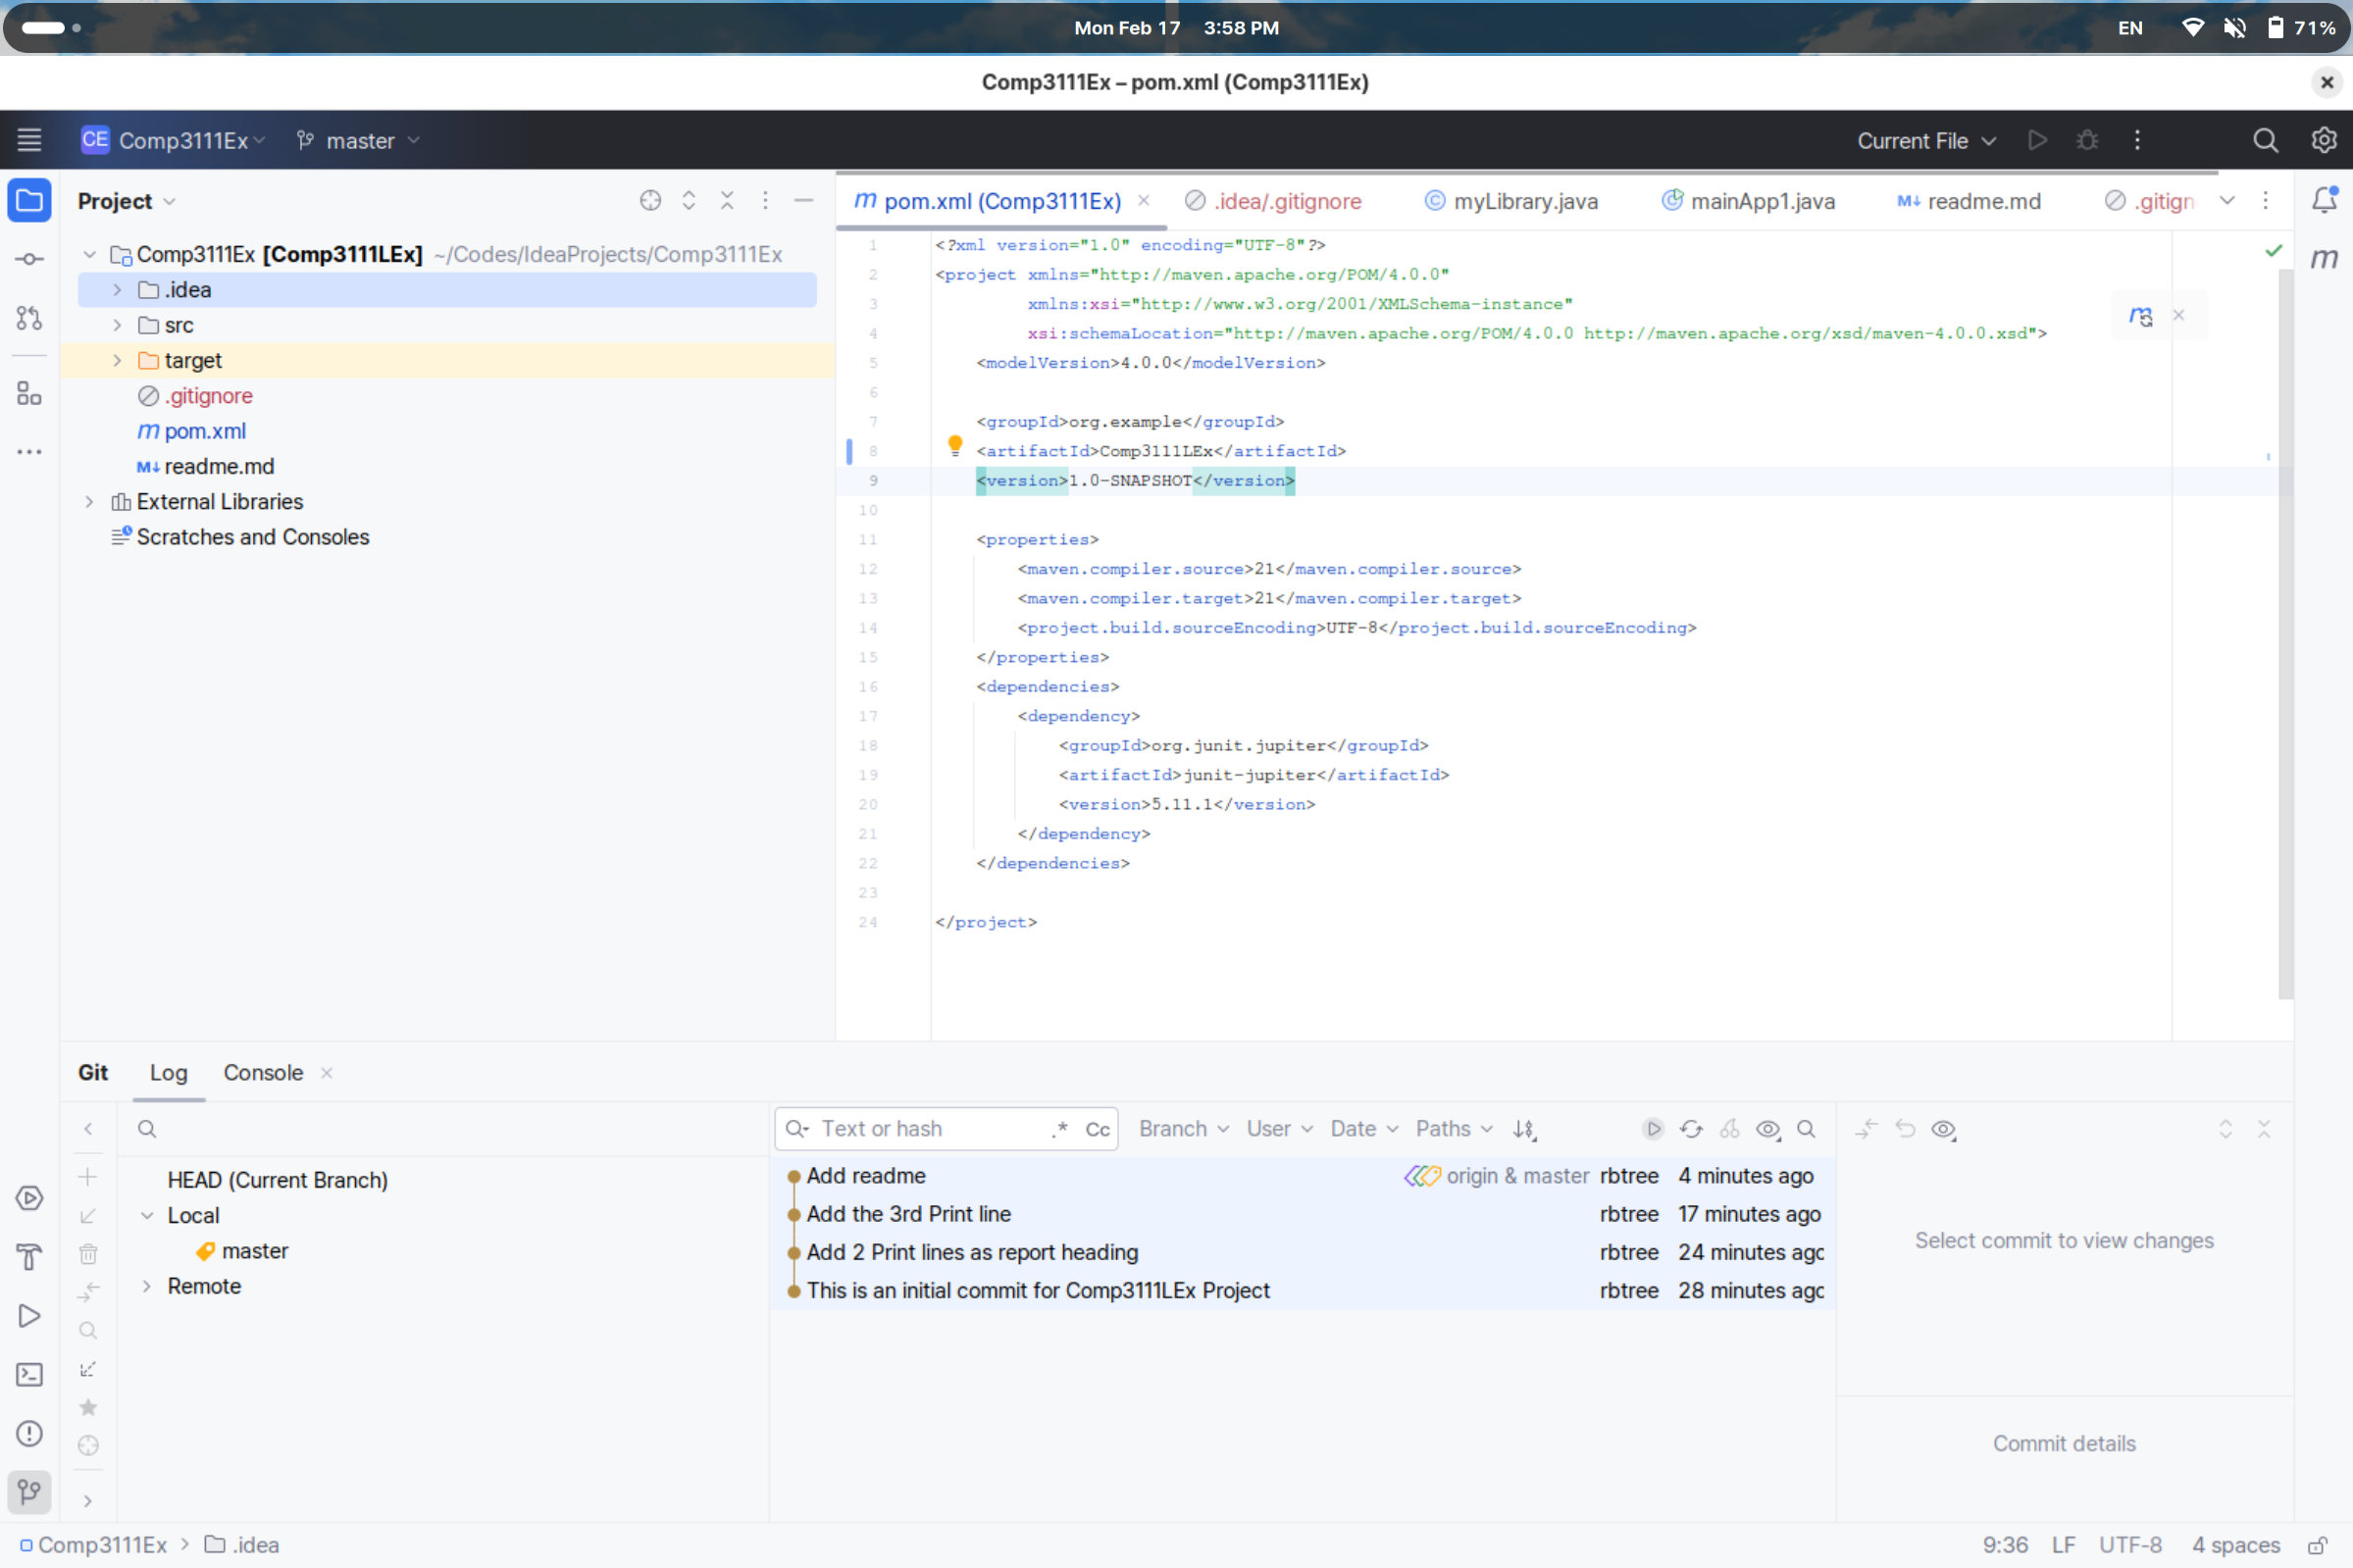 Mon Feb 17 3:58 PM
EN 71%
Comp3111Ex – pom.xml (Comp3111Ex)
CE Comp3111Ex master
Current File
Project
pom.xml (Comp3111Ex) .idea/.gitignore myLibrary.java mainApp1.java readme.md .gitign
Comp3111Ex [Comp3111LEx] ~/Codes/IdeaProjects/Comp3111Ex
.idea
src
target
.gitignore
pom.xml
readme.md
External Libraries
Scratches and Consoles
1 <?xml version="1.0" encoding="UTF-8"?>
2 <project xmlns="http://maven.apache.org/POM/4.0.0"
3 xmlns:xsi="http://www.w3.org/2001/XMLSchema-instance"
4 xsi:schemaLocation="http://maven.apache.org/POM/4.0.0 http://maven.apache.org/xsd/maven-4.0.0.xsd">
5 <modelVersion>4.0.0</modelVersion>
6
7 <groupId>org.example</groupId>
8 <artifactId>Comp3111LEx</artifactId>
9 <version>1.0-SNAPSHOT</version>
10
11 <properties>
12 <maven.compiler.source>21</maven.compiler.source>
13 <maven.compiler.target>21</maven.compiler.target>
14 <project.build.sourceEncoding>UTF-8</project.build.sourceEncoding>
15 </properties>
16 <dependencies>
17 <dependency>
18 <groupId>org.junit.jupiter</groupId>
19 <artifactId>junit-jupiter</artifactId>
20 <version>5.11.1</version>
21 </dependency>
22 </dependencies>
23
24 </project>
Git Log Console
Text or hash .* Cc Branch User Date Paths
HEAD (Current Branch)
Local
master
Remote
Add readme origin & master rbtree 4 minutes ago
Add the 3rd Print line rbtree 17 minutes ago
Add 2 Print lines as report heading rbtree 24 minutes ago
This is an initial commit for Comp3111LEx Project rbtree 28 minutes ago
Select commit to view changes
Commit details
Comp3111Ex > .idea
9:36 LF UTF-8 4 spaces